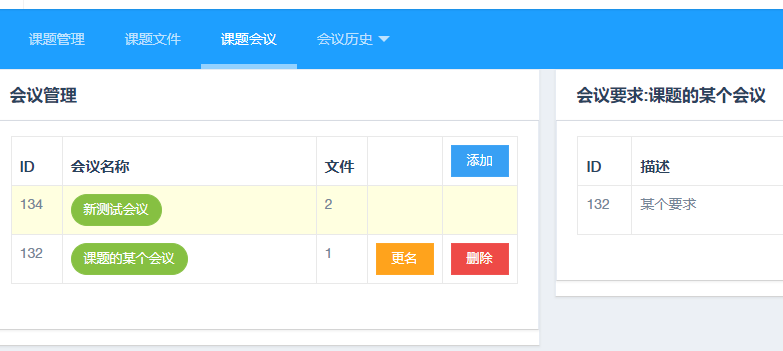 课题管理 课题文件 课题会议 会议历史
会议管理
ID 会议名称 文件 添加
134 新测试会议 2
132 课题的某个会议 1 更名 删除
会议要求:课题的某个会议
ID 描述
132 某个要求